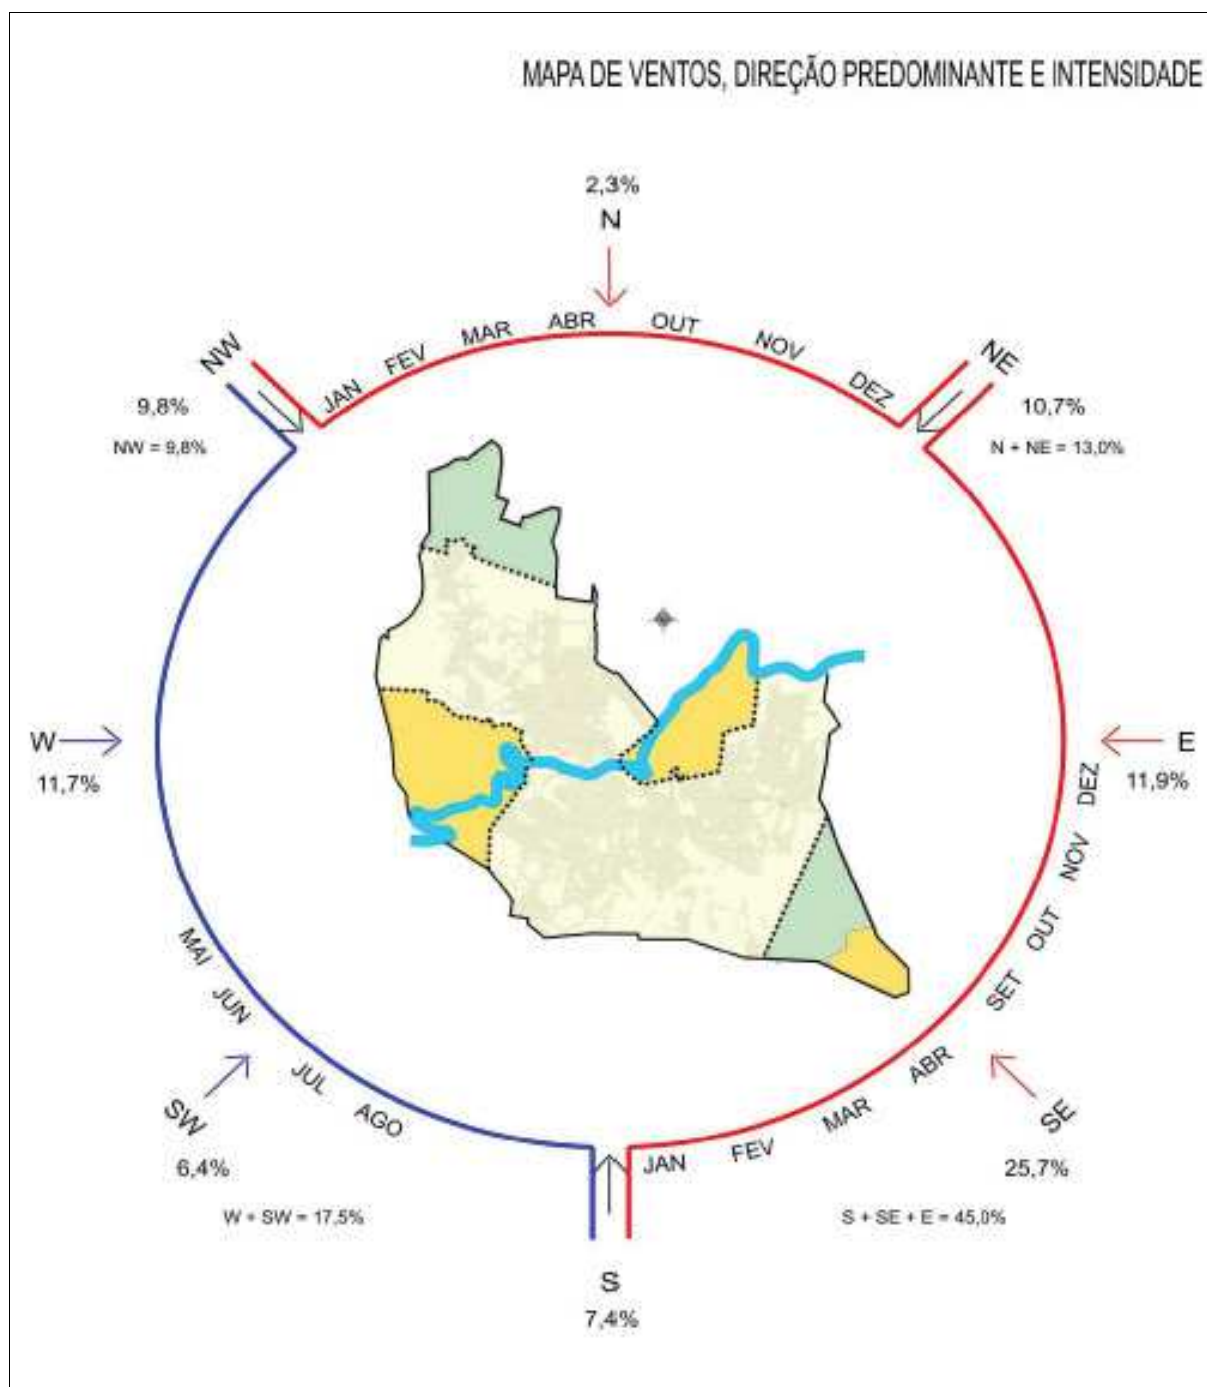 MAPA DE VENTOS, DIREÇÃO PREDOMINANTE E INTENSIDADE
2,3%
N
JAN FEV MAR ABR OUT NOV DEZ
NW
9,8%
NW = 9,8%
NE
10,7%
N + NE = 13,0%
W
11,7%
E
11,9%
DEZ
NOV
OUT
SET
ABR
MAR
FEV
JAN
MAI
JUN
JUL
AGO
SW
6,4%
W + SW = 17,5%
SE
25,7%
S + SE + E = 45,0%
S
7,4%